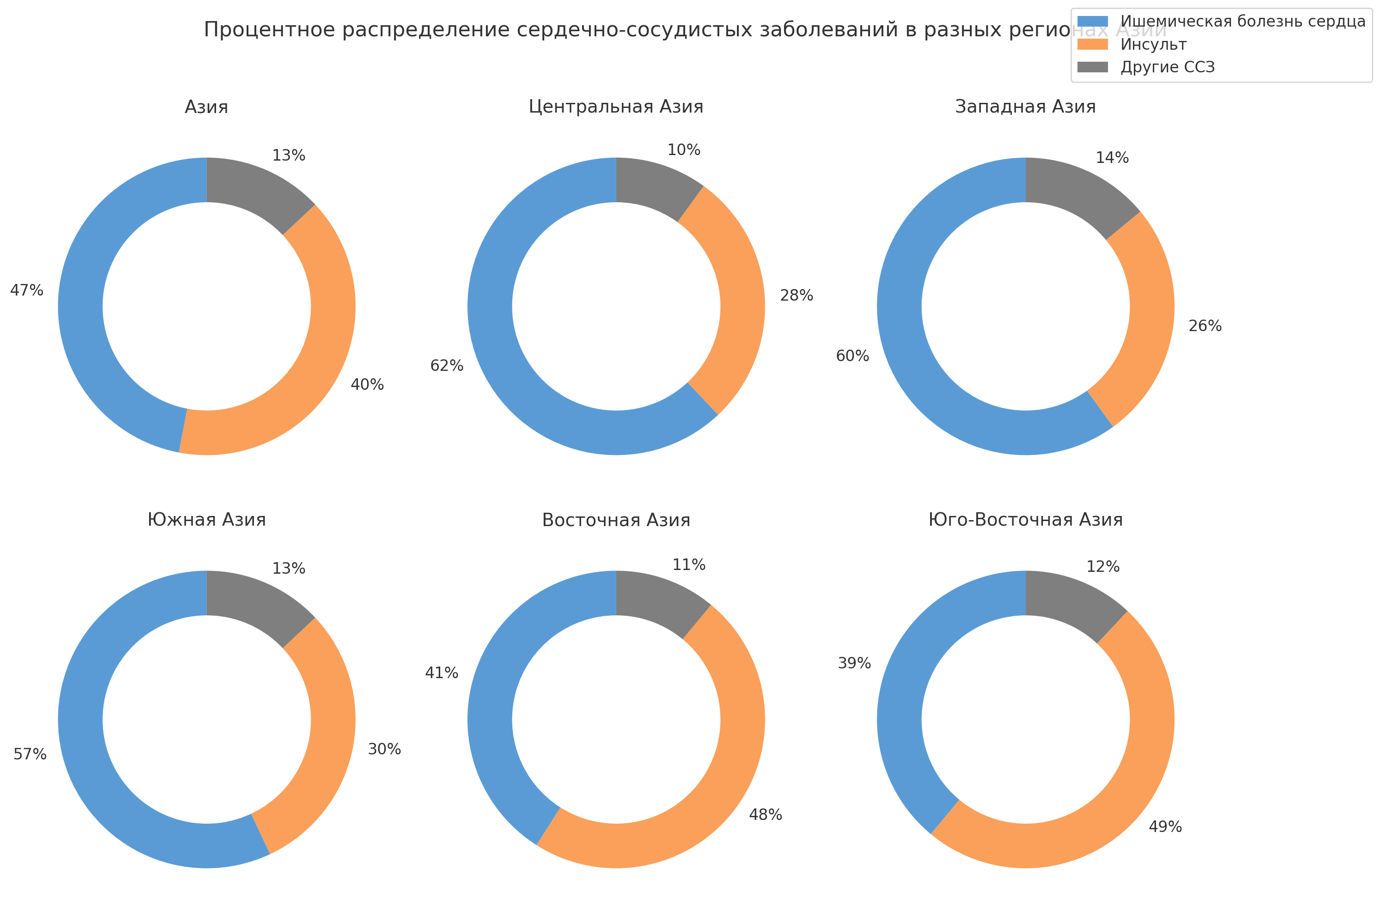 Процентное распределение сердечно-сосудистых заболеваний в разных регионах Азии
Ишемическая болезнь сердца
Инсульт
Другие ССЗ
Азия
13%
47%
40%
Центральная Азия
10%
28%
62%
Западная Азия
14%
26%
60%
Южная Азия
13%
57%
30%
Восточная Азия
11%
41%
48%
Юго-Восточная Азия
12%
39%
49%